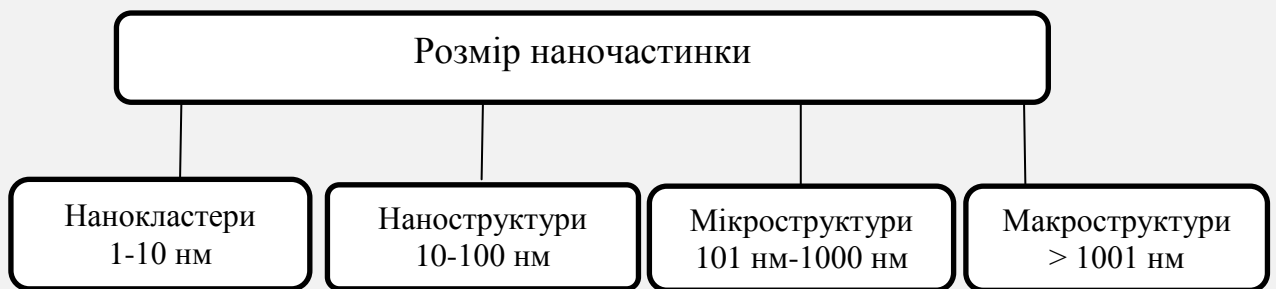 Розмір наночастинки
Нанокластери
1-10 нм
Наноструктури
10-100 нм
Мікроструктури
101 нм-1000 нм
Макроструктури
> 1001 нм